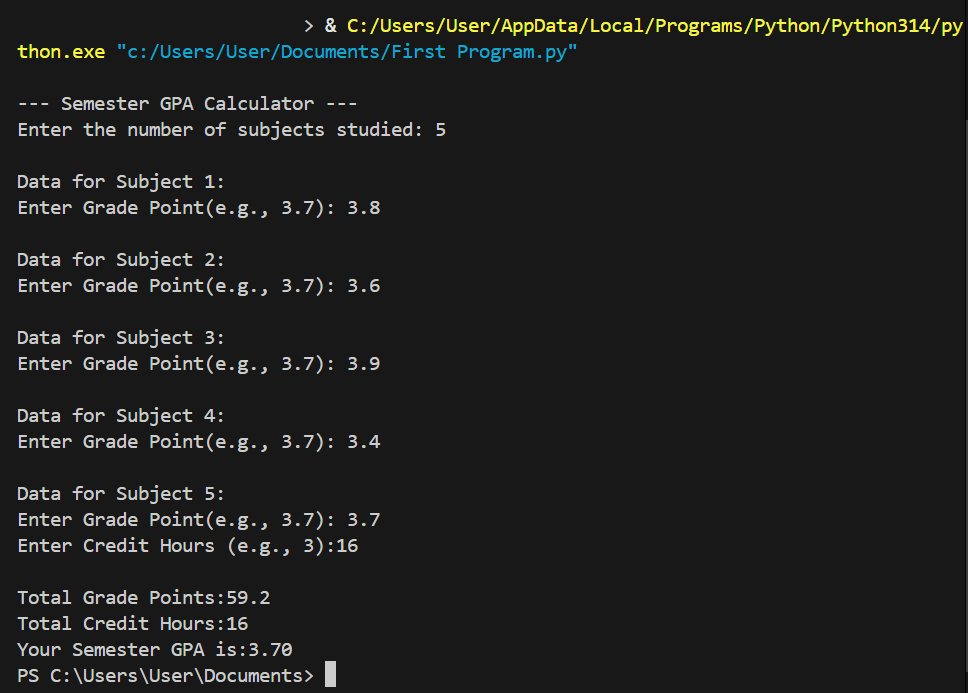 > & C:/Users/User/AppData/Local/Programs/Python/Python314/py
thon.exe "c:/Users/User/Documents/First Program.py"
--- Semester GPA Calculator ---
Enter the number of subjects studied: 5
Data for Subject 1:
Enter Grade Point(e.g., 3.7): 3.8
Data for Subject 2:
Enter Grade Point(e.g., 3.7): 3.6
Data for Subject 3:
Enter Grade Point(e.g., 3.7): 3.9
Data for Subject 4:
Enter Grade Point(e.g., 3.7): 3.4
Data for Subject 5:
Enter Grade Point(e.g., 3.7): 3.7
Enter Credit Hours (e.g., 3):16
Total Grade Points:59.2
Total Credit Hours:16
Your Semester GPA is:3.70
PS C:\Users\User\Documents>